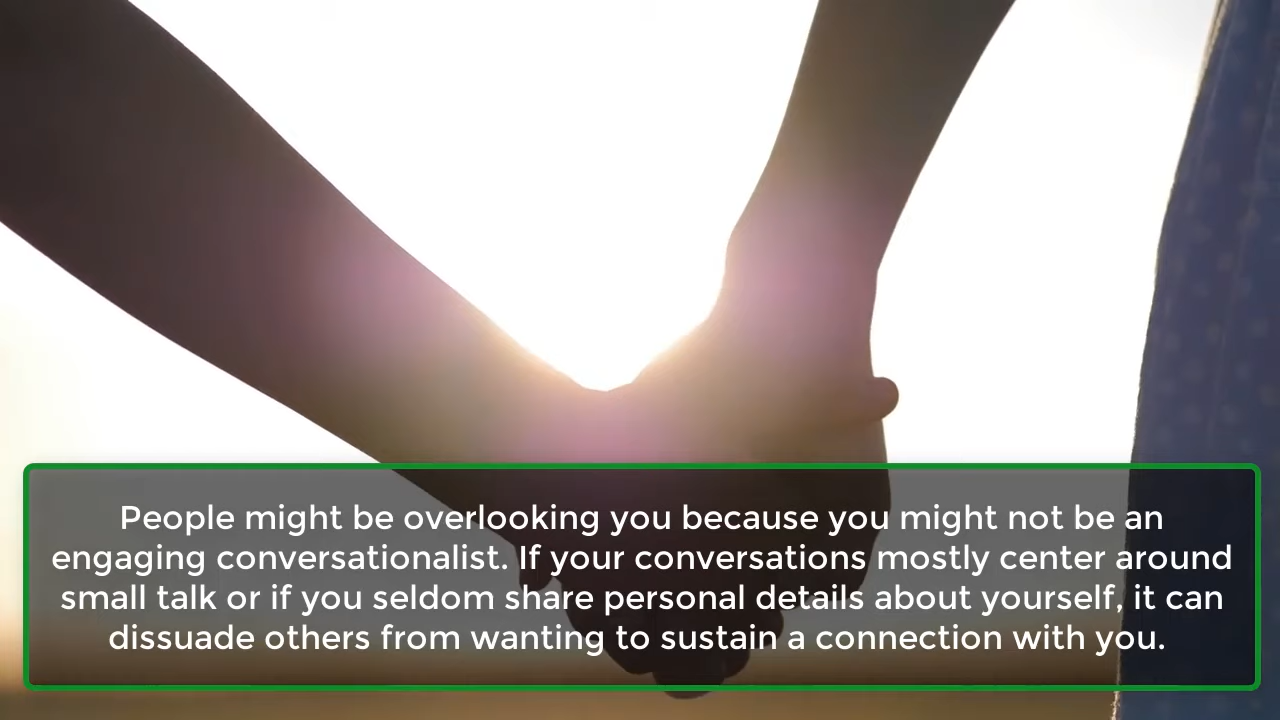 People might be overlooking you because you might not be an
engaging conversationalist. If your conversations mostly center around
small talk or if you seldom share personal details about yourself, it can
dissuade others from wanting to sustain a connection with you.